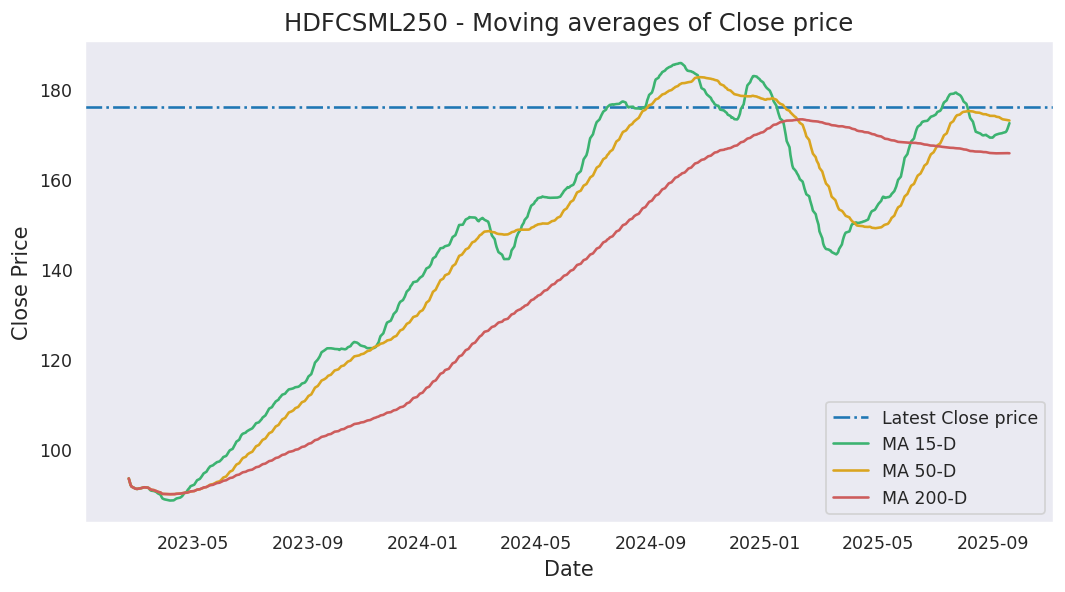 HDFCSML250 - Moving averages of Close price
Close Price
180
160
140
120
100
Latest Close price
MA 15-D
MA 50-D
MA 200-D
2023-05 2023-09 2024-01 2024-05 2024-09 2025-01 2025-05 2025-09
Date